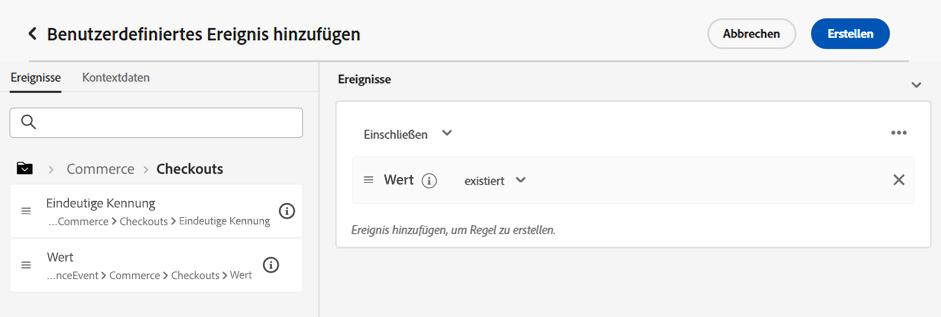 Benutzerdefiniertes Ereignis hinzufügen
Abbrechen
Erstellen
Ereignisse
Kontextdaten
Commerce > Checkouts
Eindeutige Kennung
...Commerce > Checkouts > Eindeutige Kennung
Wert
...nceEvent > Commerce > Checkouts > Wert
Ereignisse
Einschließen
Wert existiert
Ereignis hinzufügen, um Regel zu erstellen.